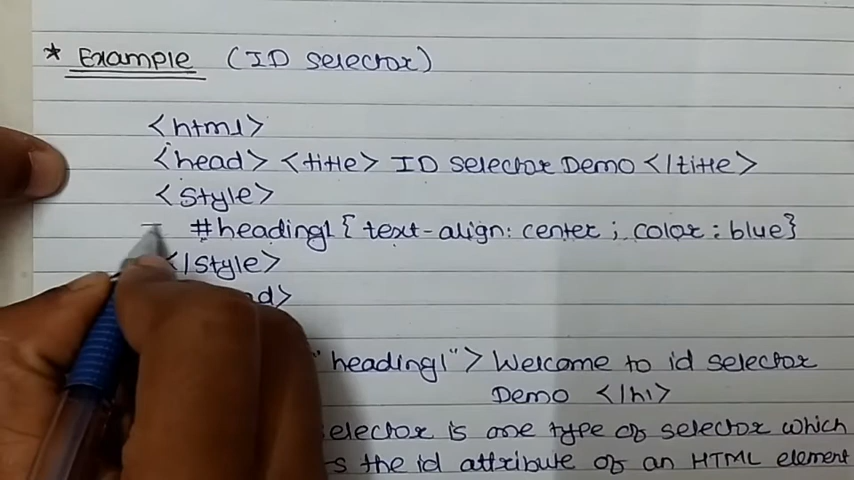 * Example (ID selector)
<html>
<head> <title> ID selector Demo </title>
<style>
#heading1 { text-align: center ; color : blue}
</style>
"heading1"> Welcome to id selector
Demo </h1>
selector is one type of selector which
the id attribute of an HTML element